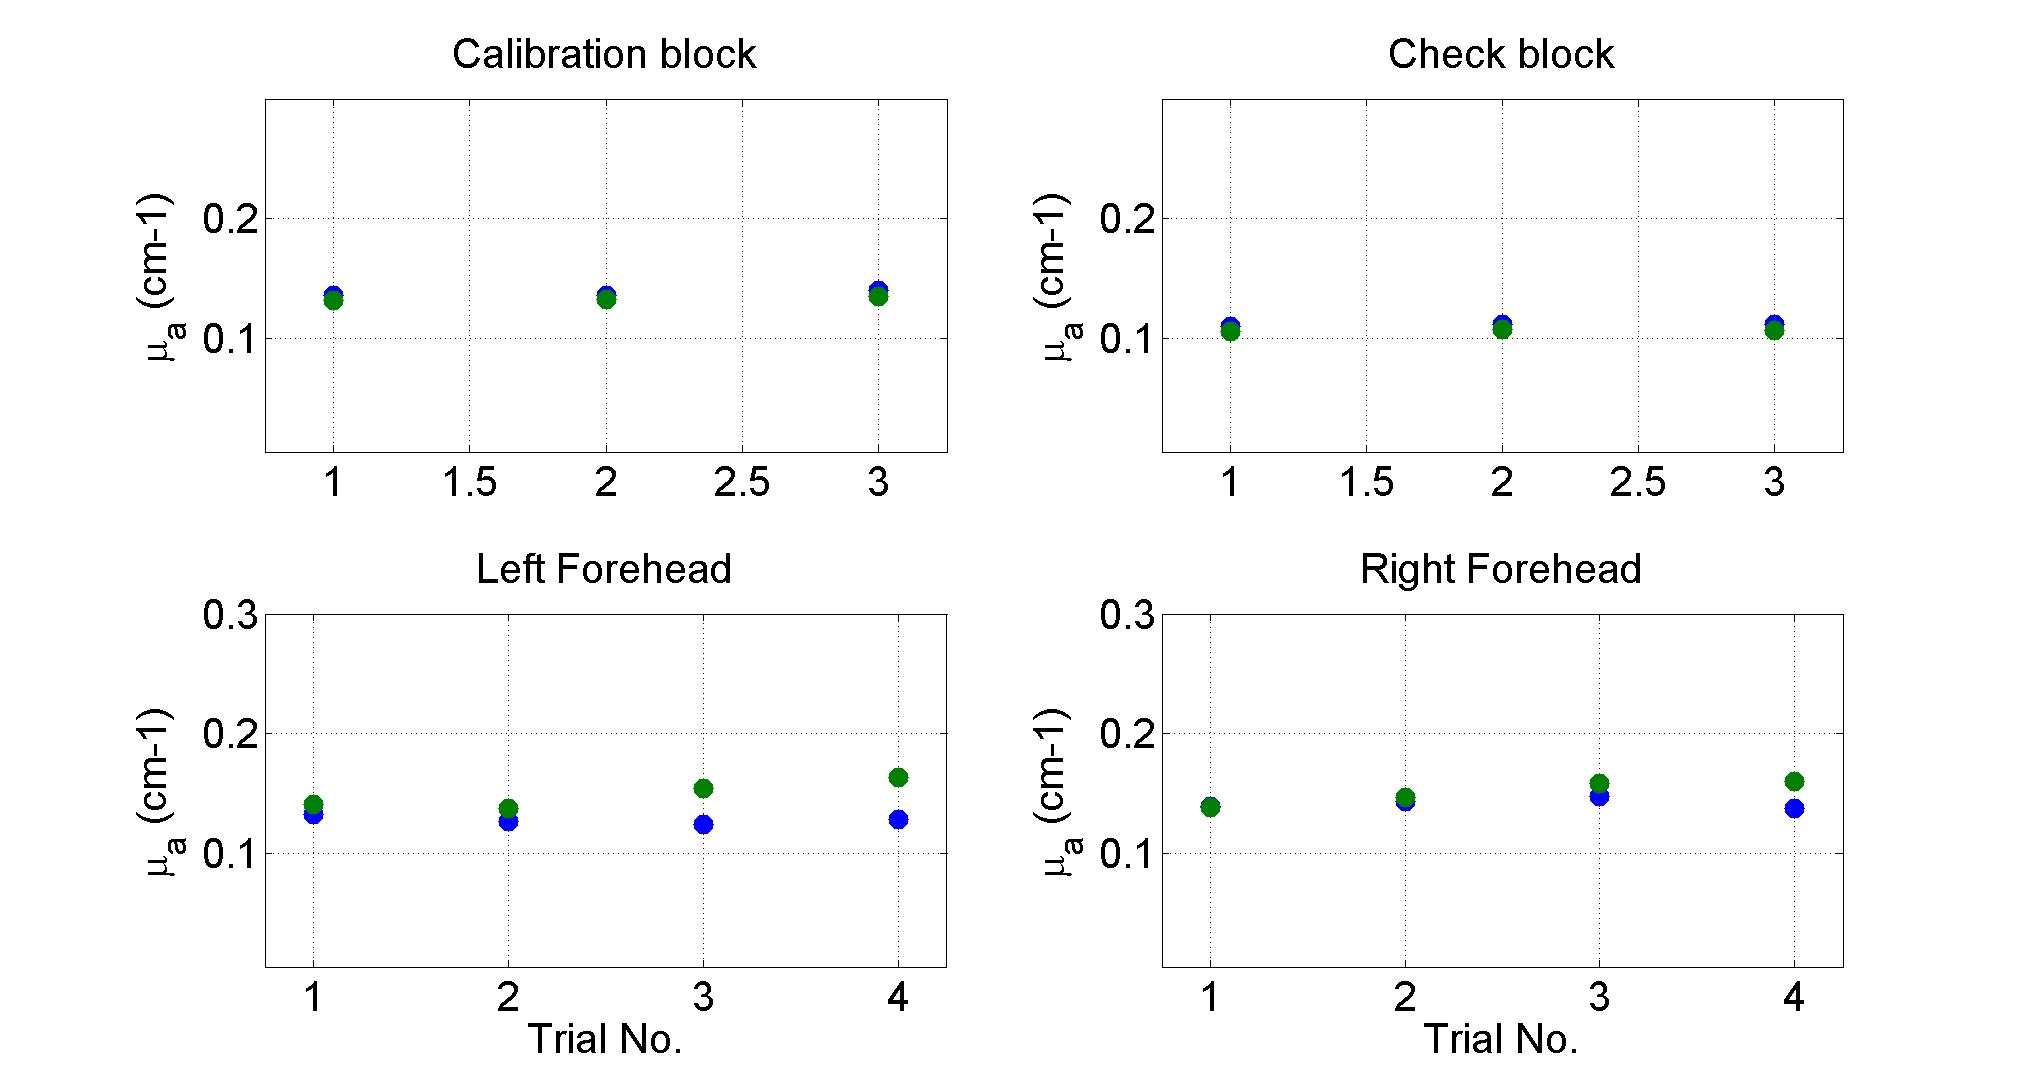 Calibration block
Check block
μa (cm-1)
0.2
0.1
1 1.5 2 2.5 3
μa (cm-1)
0.2
0.1
1 1.5 2 2.5 3
Left Forehead
Right Forehead
μa (cm-1)
0.3
0.2
0.1
1 2 3 4
Trial No.
μa (cm-1)
0.3
0.2
0.1
1 2 3 4
Trial No.